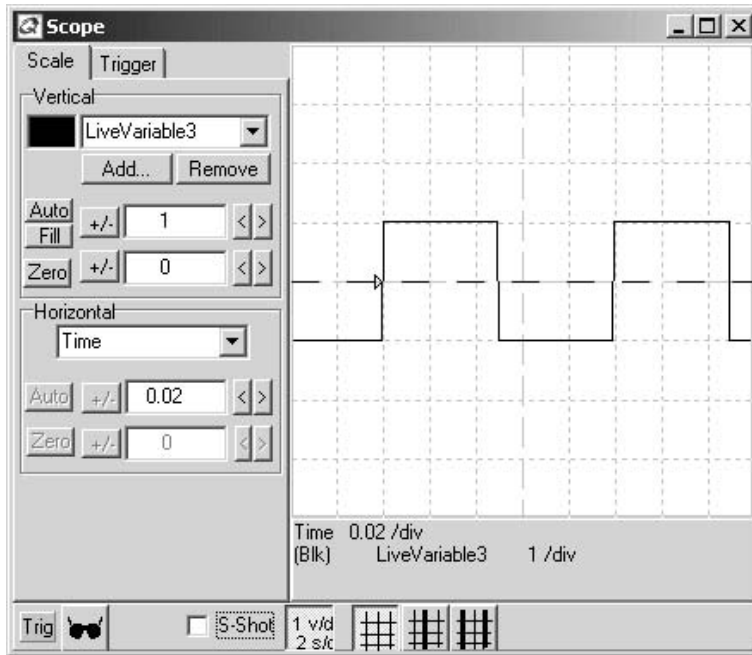 Scope
Scale Trigger
Vertical
LiveVariable3
Add... Remove
Auto
Fill
+/- 1 < >
Zero +/- 0 < >
Horizontal
Time
Auto +/- 0.02 < >
Zero +/- 0 < >
Time 0.02 /div
(Blk) LiveVariable3 1 /div
Trig
S-Shot
1 v/d
2 s/c